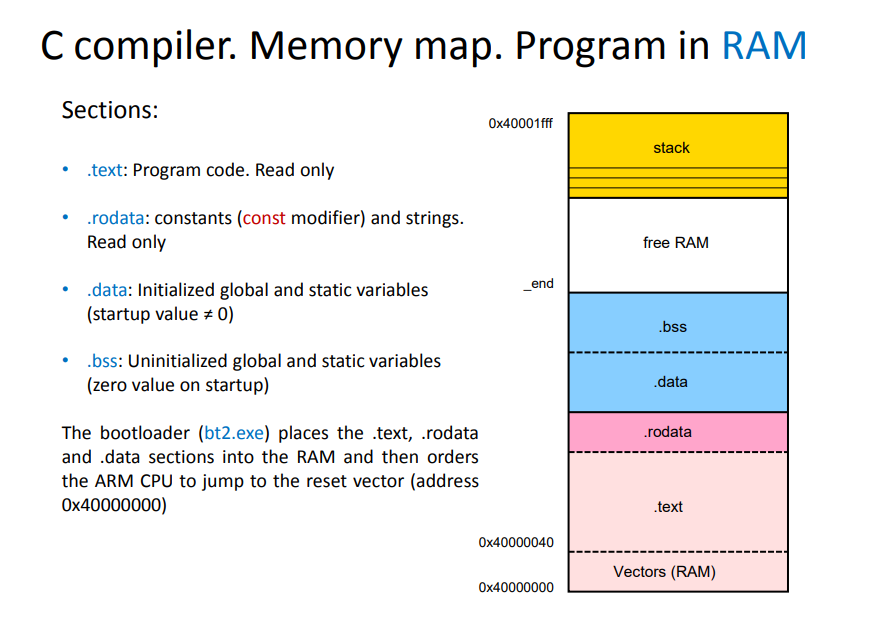 C compiler. Memory map. Program in RAM
Sections:
• .text: Program code. Read only
• .rodata: constants (const modifier) and strings.
Read only
• .data: Initialized global and static variables
(startup value ≠ 0)
• .bss: Uninitialized global and static variables
(zero value on startup)
The bootloader (bt2.exe) places the .text, .rodata
and .data sections into the RAM and then orders
the ARM CPU to jump to the reset vector (address
0x40000000)
0x40001fff
stack
free RAM
_end
.bss
.data
.rodata
.text
0x40000040
Vectors (RAM)
0x40000000